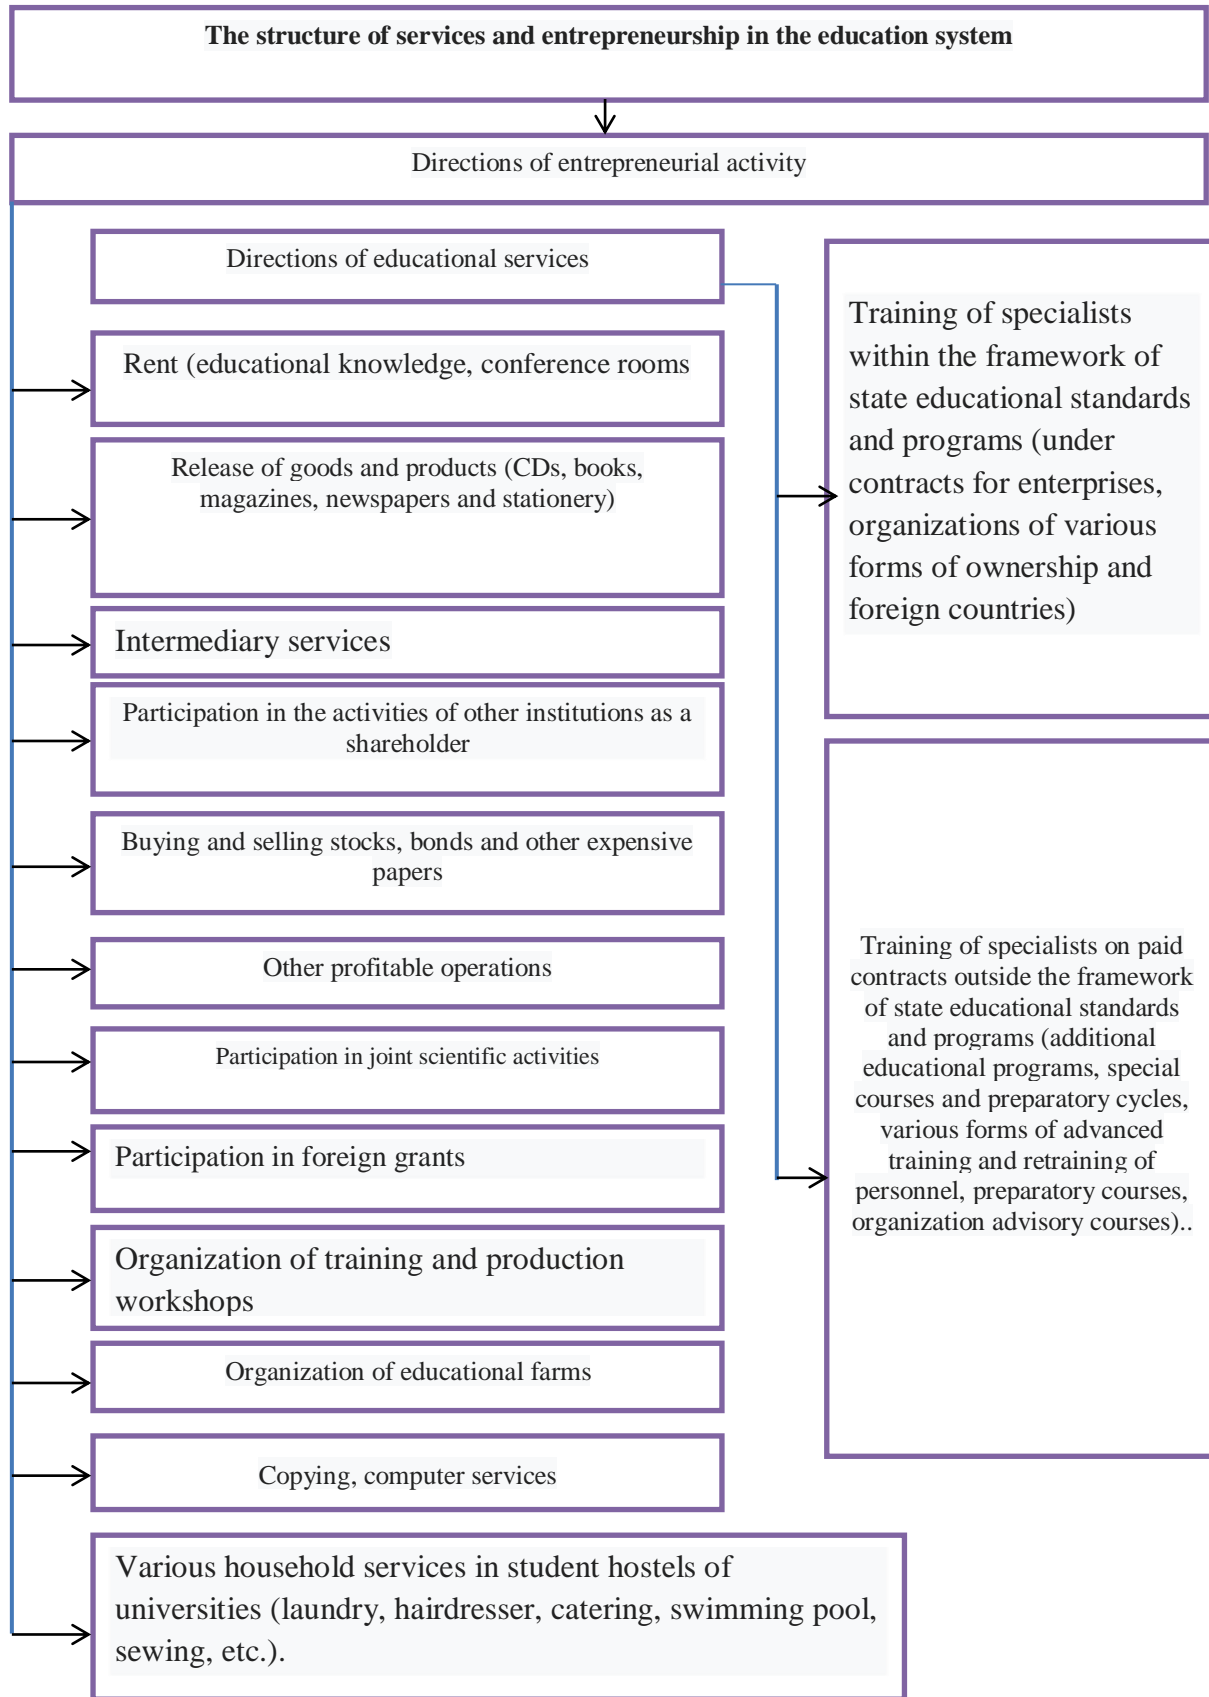 The structure of services and entrepreneurship in the education system
Directions of entrepreneurial activity
Directions of educational services
Rent (educational knowledge, conference rooms
Release of goods and products (CDs, books,
magazines, newspapers and stationery)
Intermediary services
Participation in the activities of other institutions as a
shareholder
Buying and selling stocks, bonds and other expensive
papers
Other profitable operations
Participation in joint scientific activities
Participation in foreign grants
Organization of training and production
workshops
Organization of educational farms
Copying, computer services
Various household services in student hostels of
universities (laundry, hairdresser, catering, swimming pool,
sewing, etc.).
Training of specialists
within the framework of
state educational standards
and programs (under
contracts for enterprises,
organizations of various
forms of ownership and
foreign countries)
Training of specialists on paid
contracts outside the framework
of state educational standards
and programs (additional
educational programs, special
courses and preparatory cycles,
various forms of advanced
training and retraining of
personnel, preparatory courses,
organization advisory courses)..